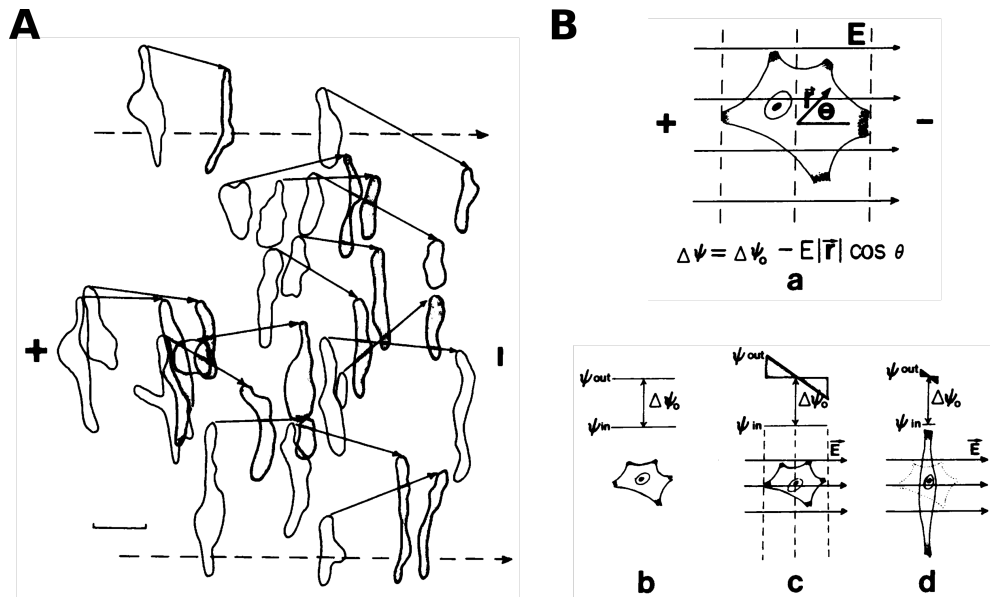 A
+
I
B
E
+
r⃗
Θ
-
Δψ = Δψ₀ - E|r⃗| cos θ
a
ψout
Δψ₀
ψin
b
ψout
Δψ₀
ψin
E⃗
c
ψout
Δψ₀
ψin
E⃗
d